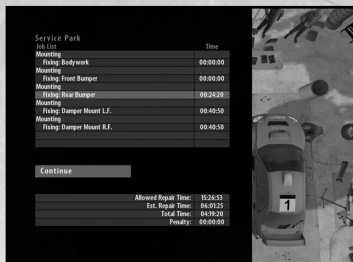 Service Park
Job List Time
Mounting
Fixing: Bodywork 00:00:00
Mounting
Fixing: Front Bumper 00:00:00
Mounting
Fixing: Rear Bumper 00:24:20
Mounting
Fixing: Damper Mount L.F. 00:40:50
Mounting
Fixing: Damper Mount R.F. 00:40:50
Continue
Allowed Repair Time: 15:26:53
Est. Repair Time: 06:01:25
Total Time: 04:19:20
Penalty: 00:00:00
1